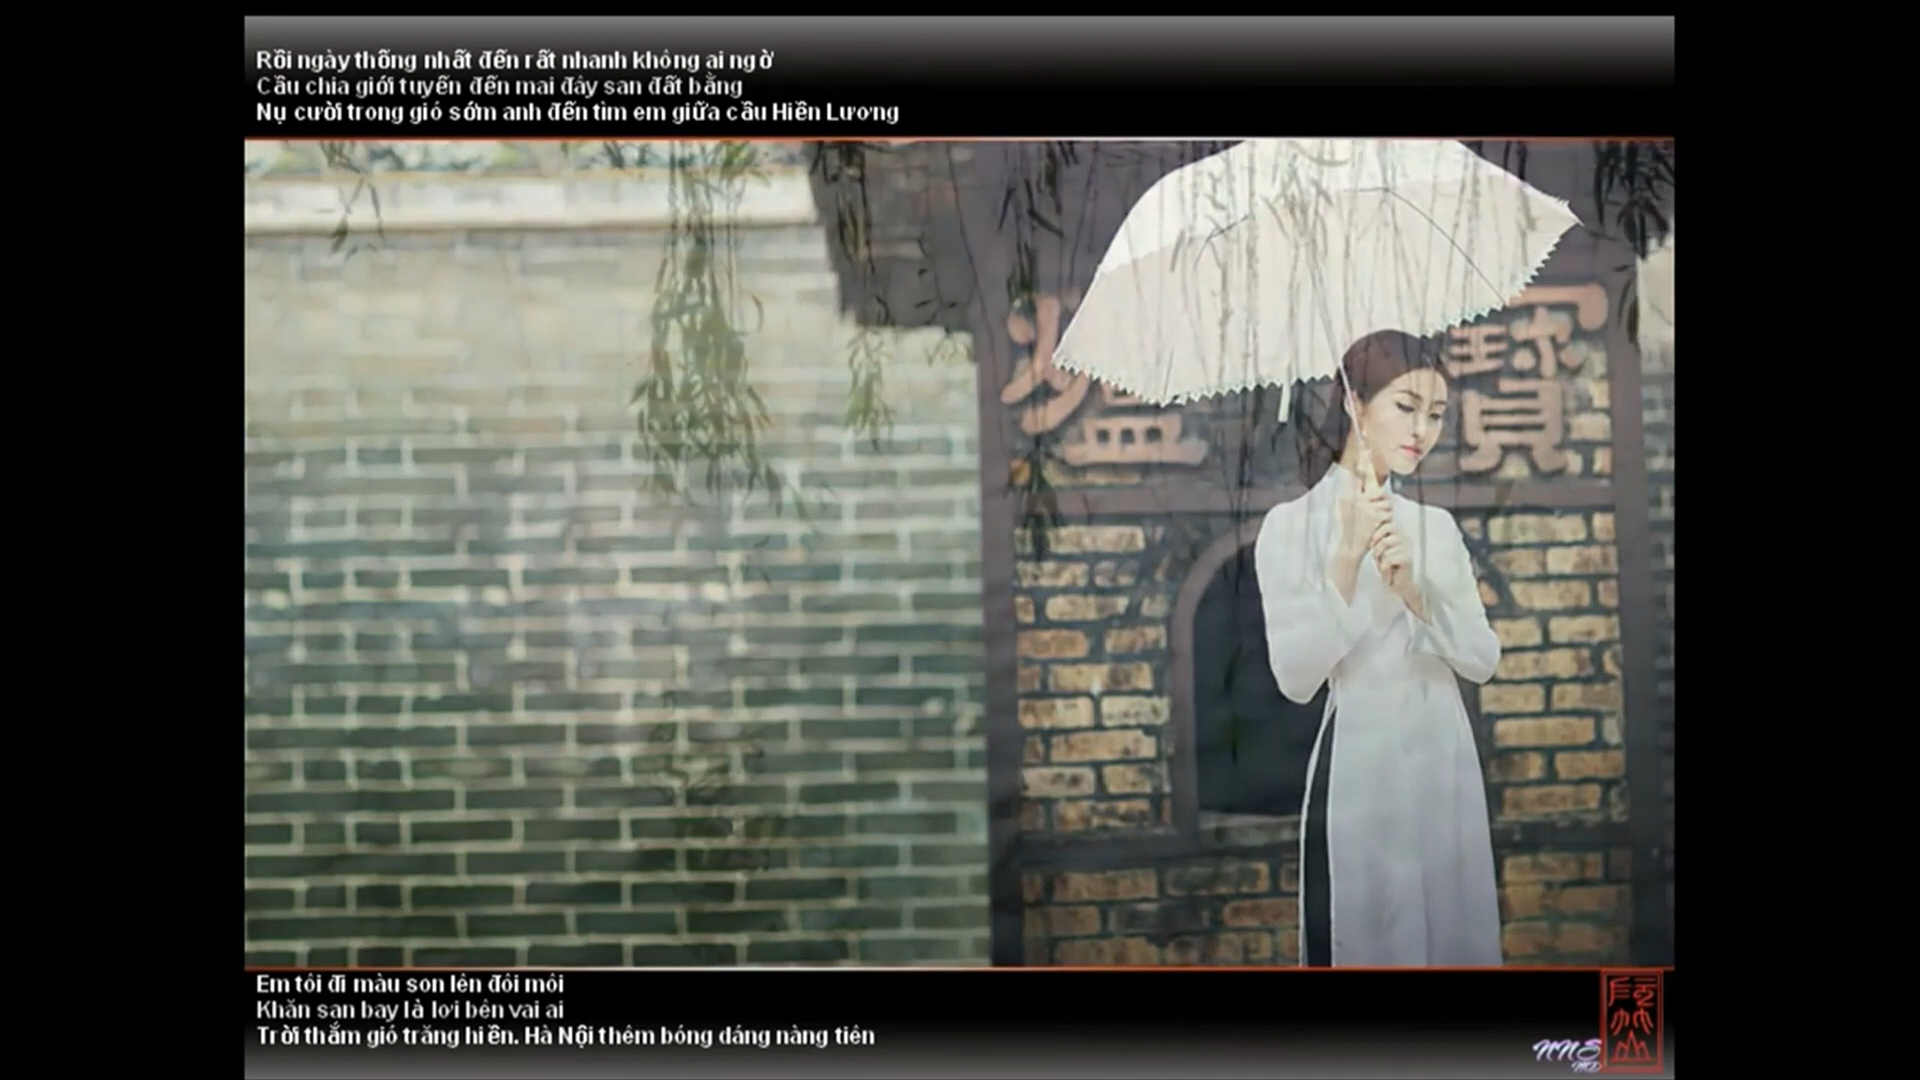 Rồi ngày thống nhất đến rất nhanh không ai ngờ
Cầu chia giới tuyến đến mai đây san đất bằng
Nụ cười trong gió sớm anh đến tìm em giữa cầu Hiền Lương
寶
Em tôi đi màu son lên đôi môi
Khăn san bay là lơi bên vai ai
Trời thắm gió trăng hiền. Hà Nội thêm bóng dáng nàng tiên
NNS
MD